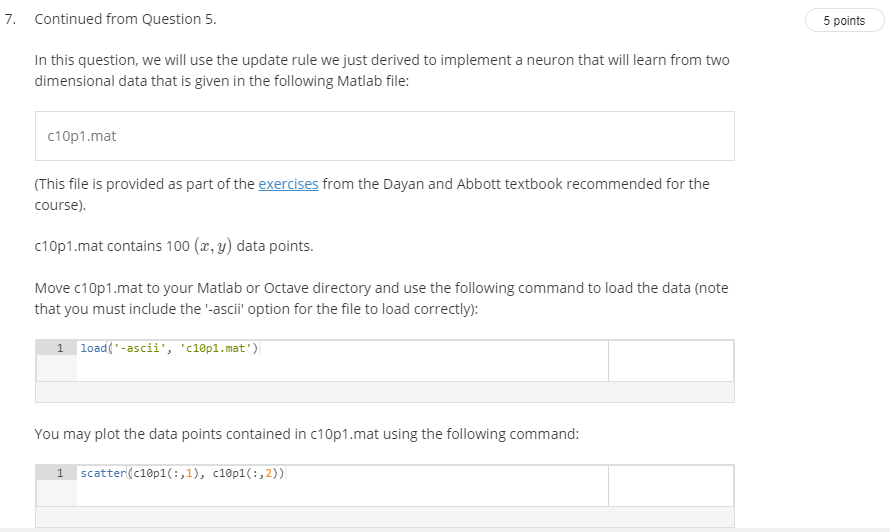 7. Continued from Question 5.
5 points
In this question, we will use the update rule we just derived to implement a neuron that will learn from two
dimensional data that is given in the following Matlab file:
c10p1.mat
(This file is provided as part of the exercises from the Dayan and Abbott textbook recommended for the
course).
c10p1.mat contains 100 (x, y) data points.
Move c10p1.mat to your Matlab or Octave directory and use the following command to load the data (note
that you must include the '-ascii' option for the file to load correctly):
1 load('-ascii', 'c10p1.mat')
You may plot the data points contained in c10p1.mat using the following command:
1 scatter(c10p1(:,1), c10p1(:,2))